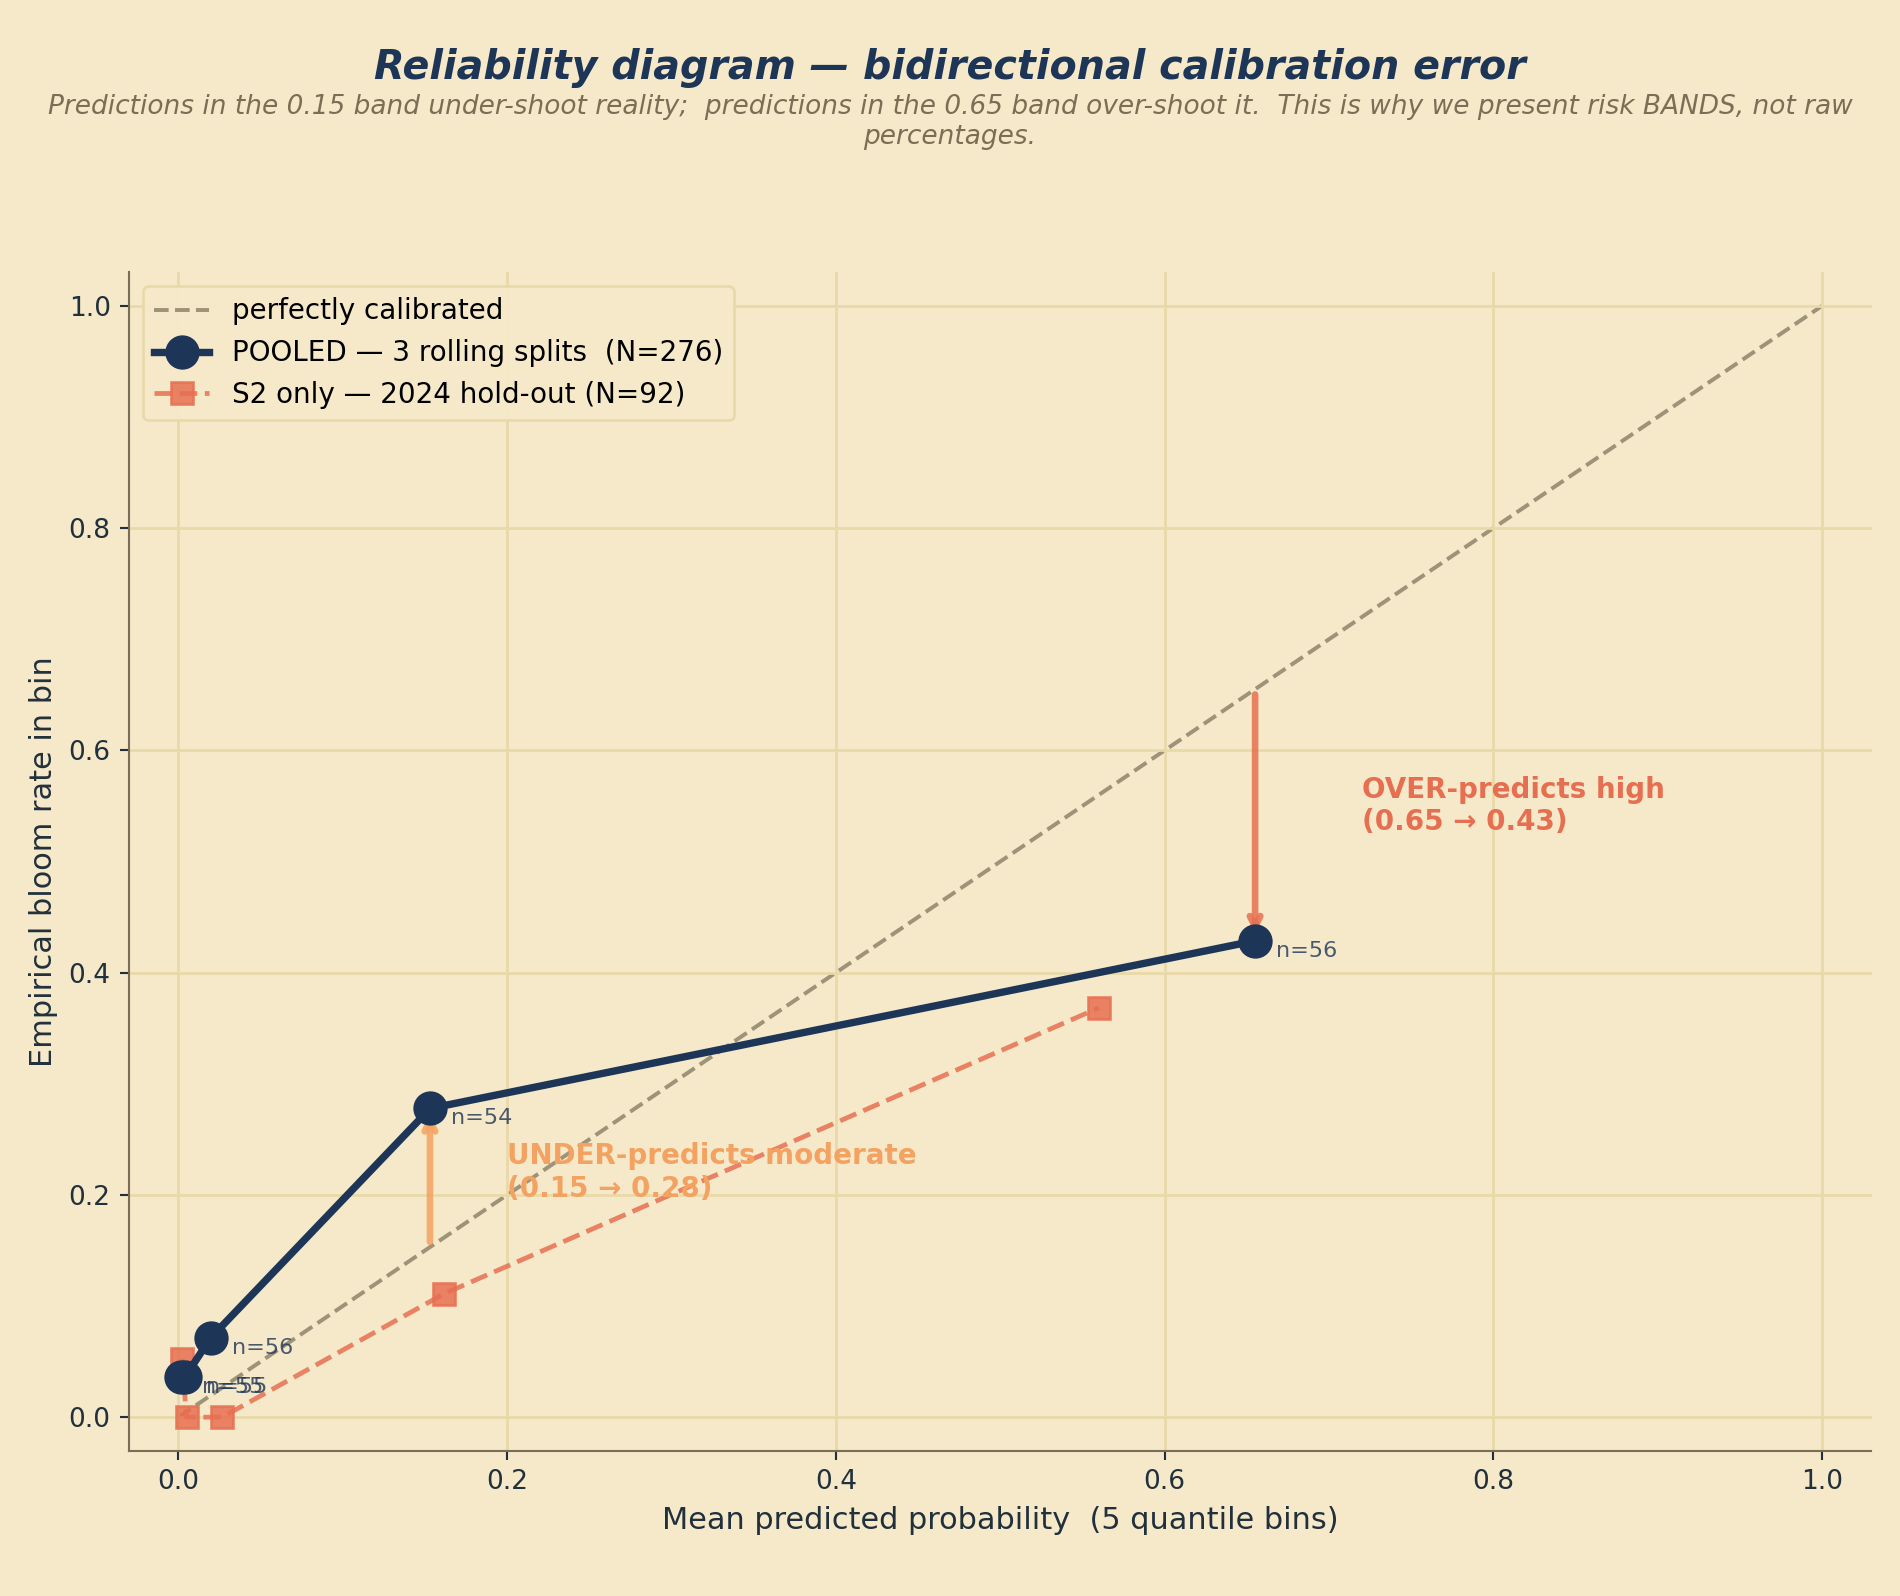 Reliability diagram — bidirectional calibration error
Predictions in the 0.15 band under-shoot reality;  predictions in the 0.65 band over-shoot it.  This is why we present risk BANDS, not raw
percentages.
perfectly calibrated
POOLED — 3 rolling splits  (N=276)
S2 only — 2024 hold-out (N=92)
1.0
0.8
0.6
0.4
0.2
0.0
Empirical bloom rate in bin
OVER-predicts high
(0.65 → 0.43)
n=56
n=54
UNDER-predicts moderate
(0.15 → 0.28)
n=56
n=55
0.0
0.2
0.4
0.6
0.8
1.0
Mean predicted probability  (5 quantile bins)